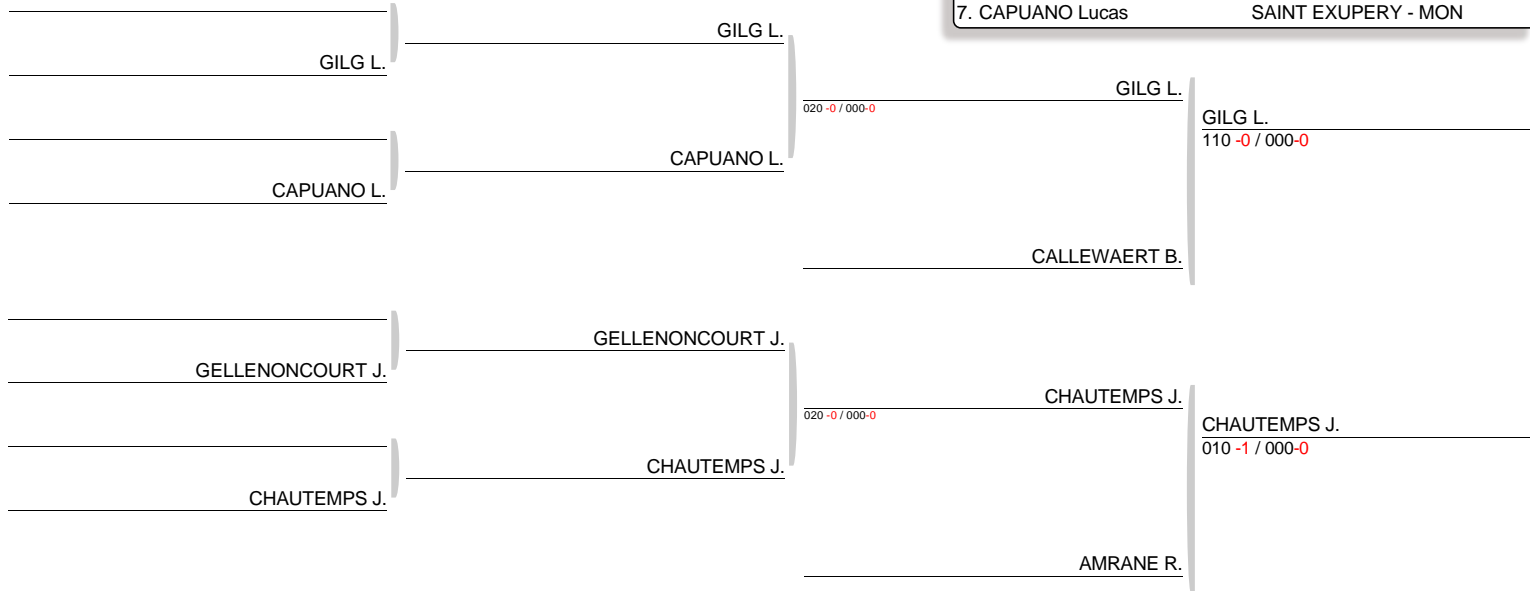 7. CAPUANO Lucas SAINT EXUPERY - MON
GILG L.
GILG L.
GILG L.
020 -0 / 000-0
GILG L.
110 -0 / 000-0
CAPUANO L.
CAPUANO L.
CALLEWAERT B.
GELLENONCOURT J.
GELLENONCOURT J.
CHAUTEMPS J.
020 -0 / 000-0
CHAUTEMPS J.
010 -1 / 000-0
CHAUTEMPS J.
CHAUTEMPS J.
AMRANE R.